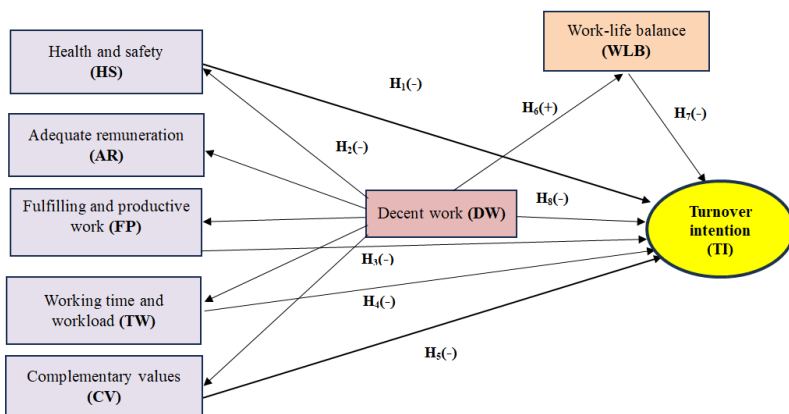 Health and safety
(HS)
Work-life balance
(WLB)
H₁(-)
H₆(+)
H₇(-)
Adequate remuneration
(AR)
H₂(-)
Fulfilling and productive
work (FP)
Decent work (DW)
H₈(-)
Turnover
intention
(TI)
H₃(-)
Working time and
workload (TW)
H₄(-)
H₅(-)
Complementary values
(CV)